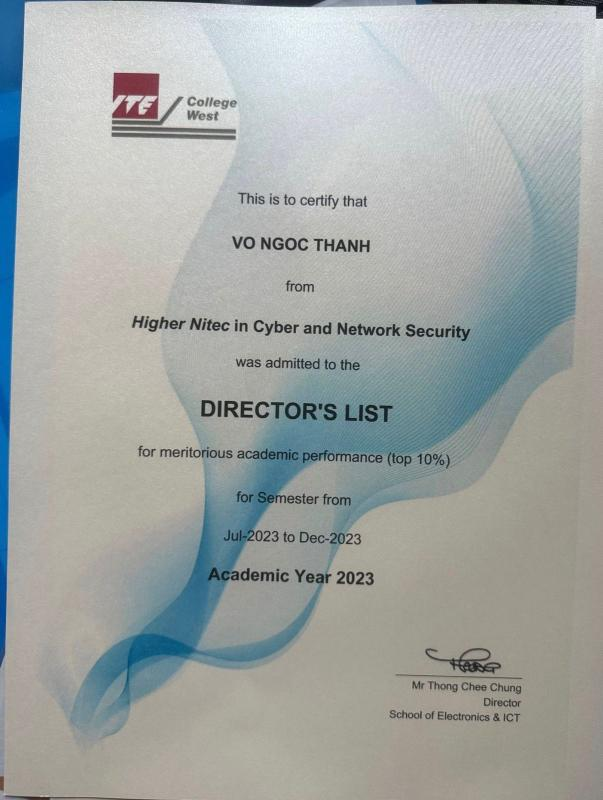 ITE College
West
This is to certify that
VO NGOC THANH
from
Higher Nitec in Cyber and Network Security
was admitted to the
DIRECTOR'S LIST
for meritorious academic performance (top 10%)
for Semester from
Jul-2023 to Dec-2023
Academic Year 2023
Mr Thong Chee Chung
Director
School of Electronics & ICT